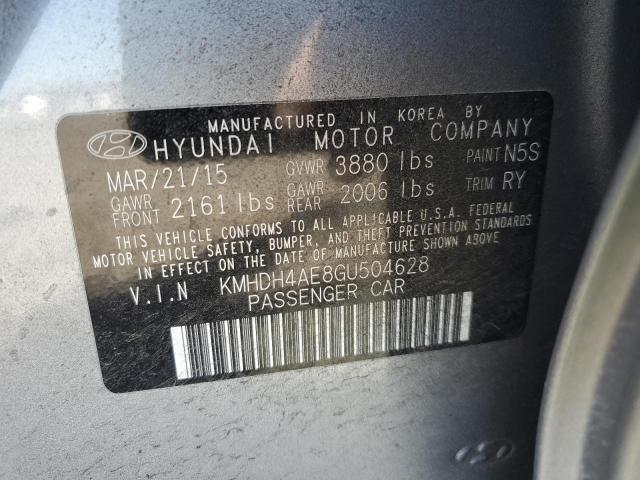 MANUFACTURED IN KOREA BY
HYUNDAI MOTOR COMPANY
MAR/21/15 GVWR 3880 lbs PAINT N5S
GAWR FRONT 2161 lbs GAWR REAR 2006 lbs TRIM RY
THIS VEHICLE CONFORMS TO ALL APPLICABLE U.S.A. FEDERAL
MOTOR VEHICLE SAFETY, BUMPER, AND THEFT PREVENTION STANDARDS
IN EFFECT ON THE DATE OF MANUFACTURE SHOWN ABOVE
V.I.N KMHDH4AE8GU504628
PASSENGER CAR